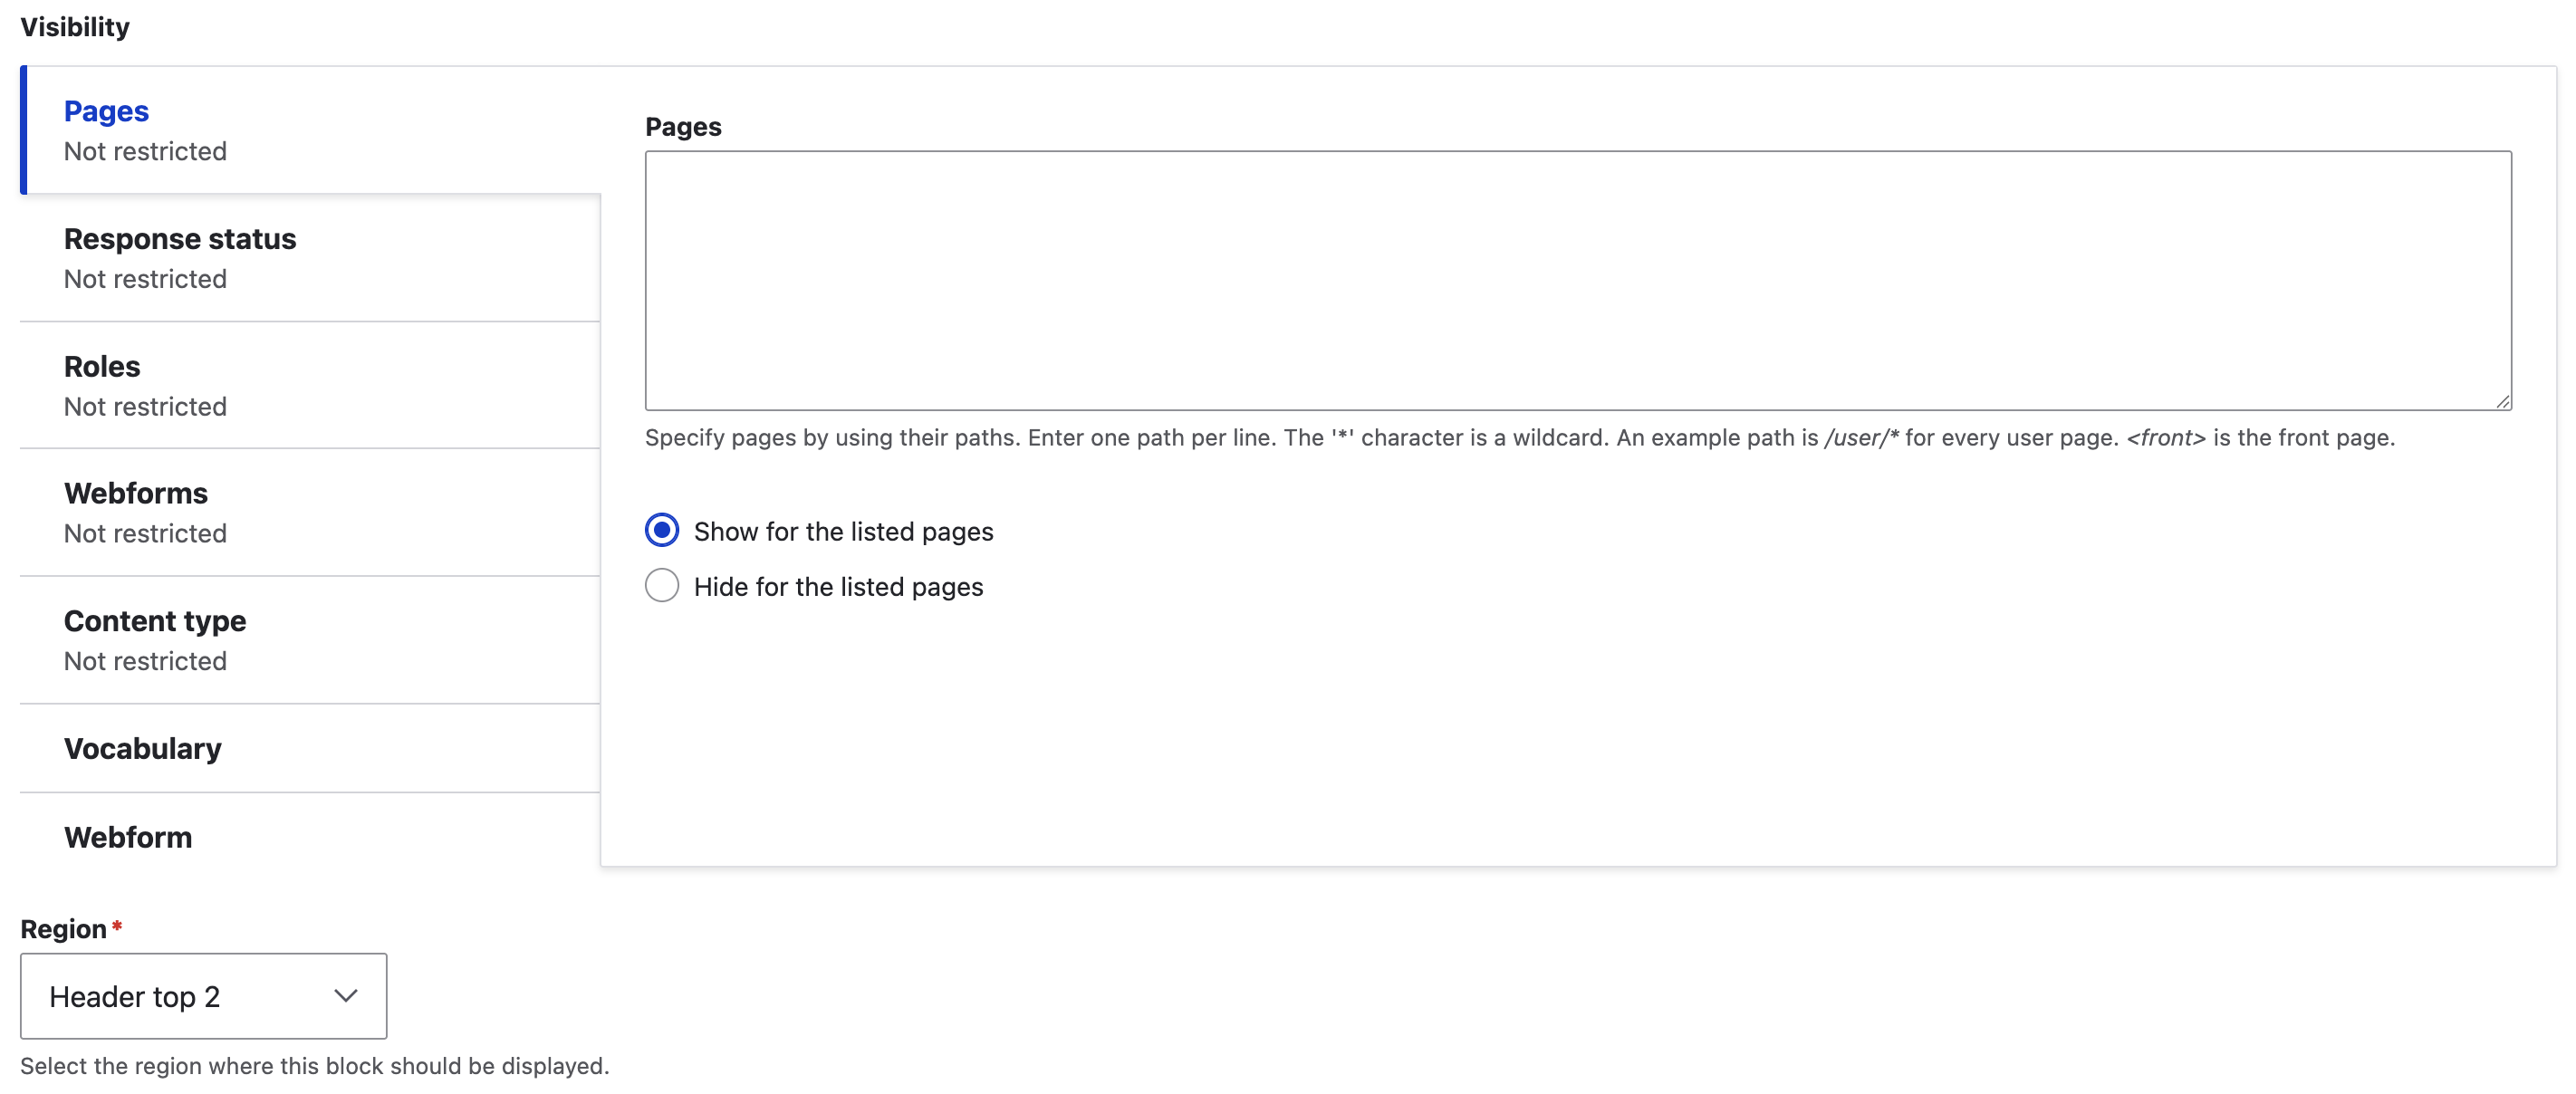 Visibility
Pages
Not restricted
Response status
Not restricted
Roles
Not restricted
Webforms
Not restricted
Content type
Not restricted
Vocabulary
Webform
Pages
Specify pages by using their paths. Enter one path per line. The '*' character is a wildcard. An example path is /user/* for every user page. <front> is the front page.
Show for the listed pages
Hide for the listed pages
Region*
Header top 2
Select the region where this block should be displayed.